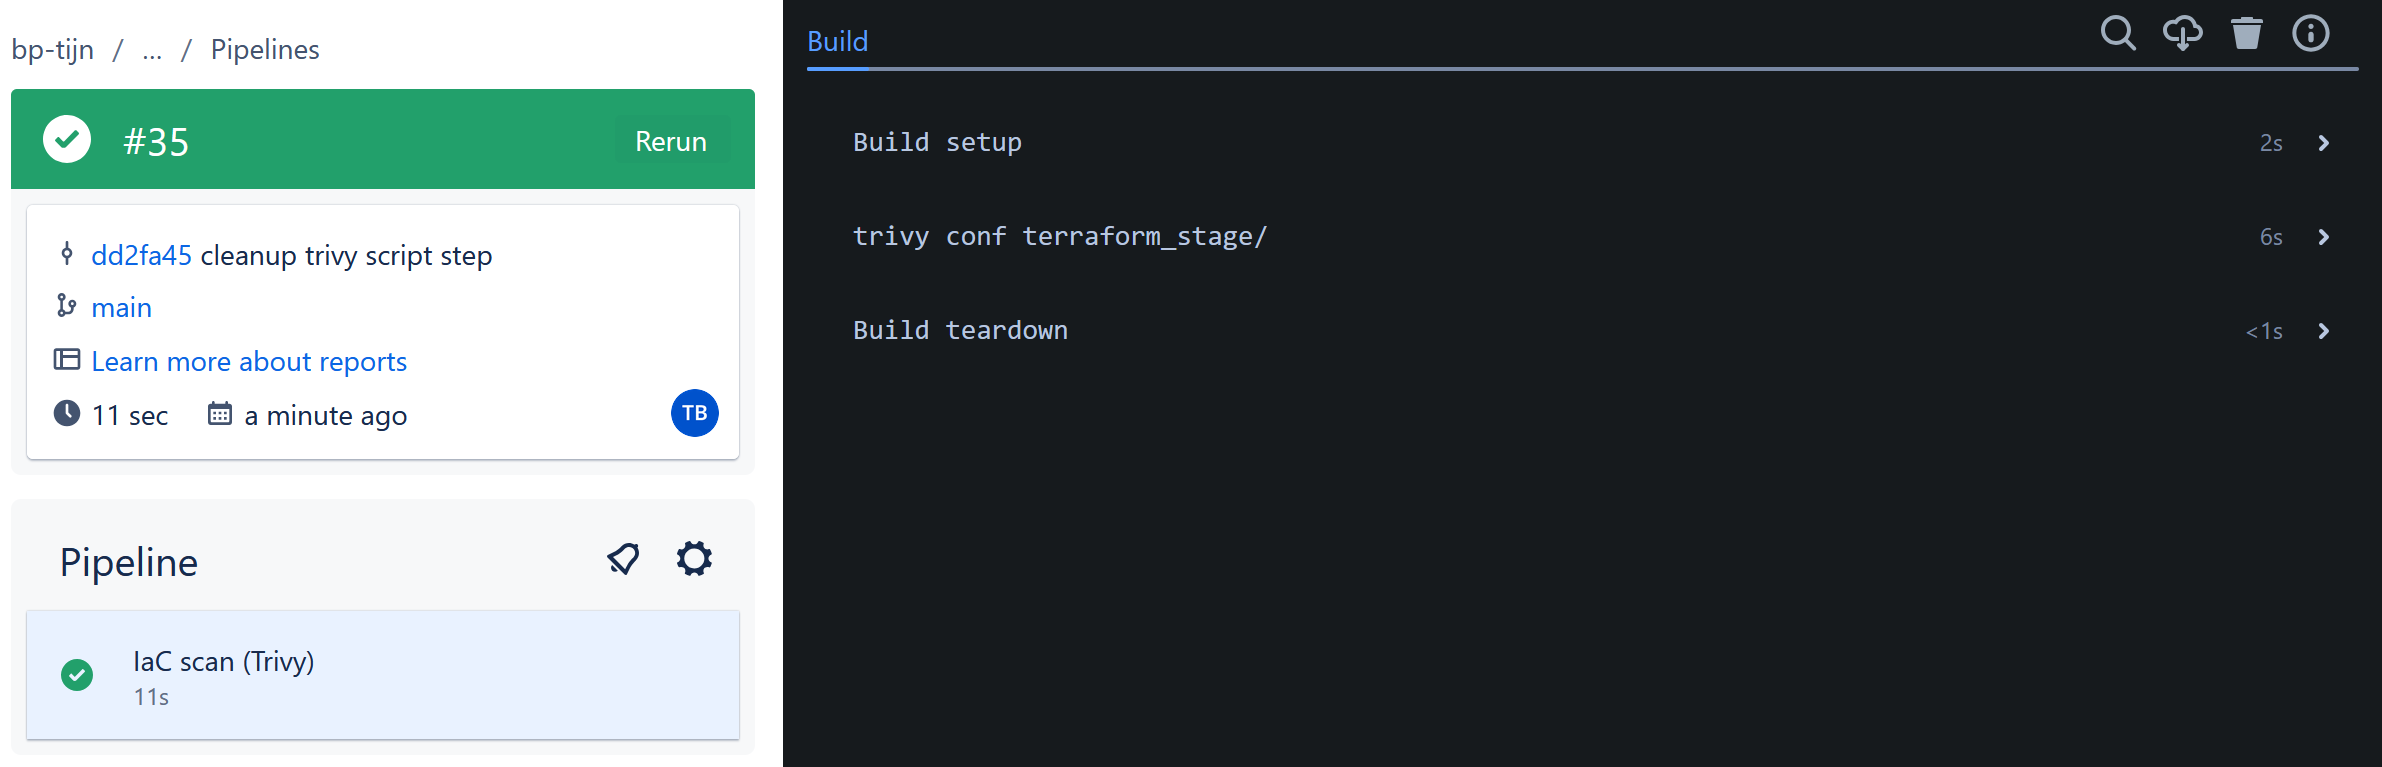 bp-tijn / ... / Pipelines
#35 Rerun
dd2fa45 cleanup trivy script step
main
Learn more about reports
11 sec a minute ago TB
Pipeline
IaC scan (Trivy)
11s
Build
Build setup 2s
trivy conf terraform_stage/ 6s
Build teardown <1s